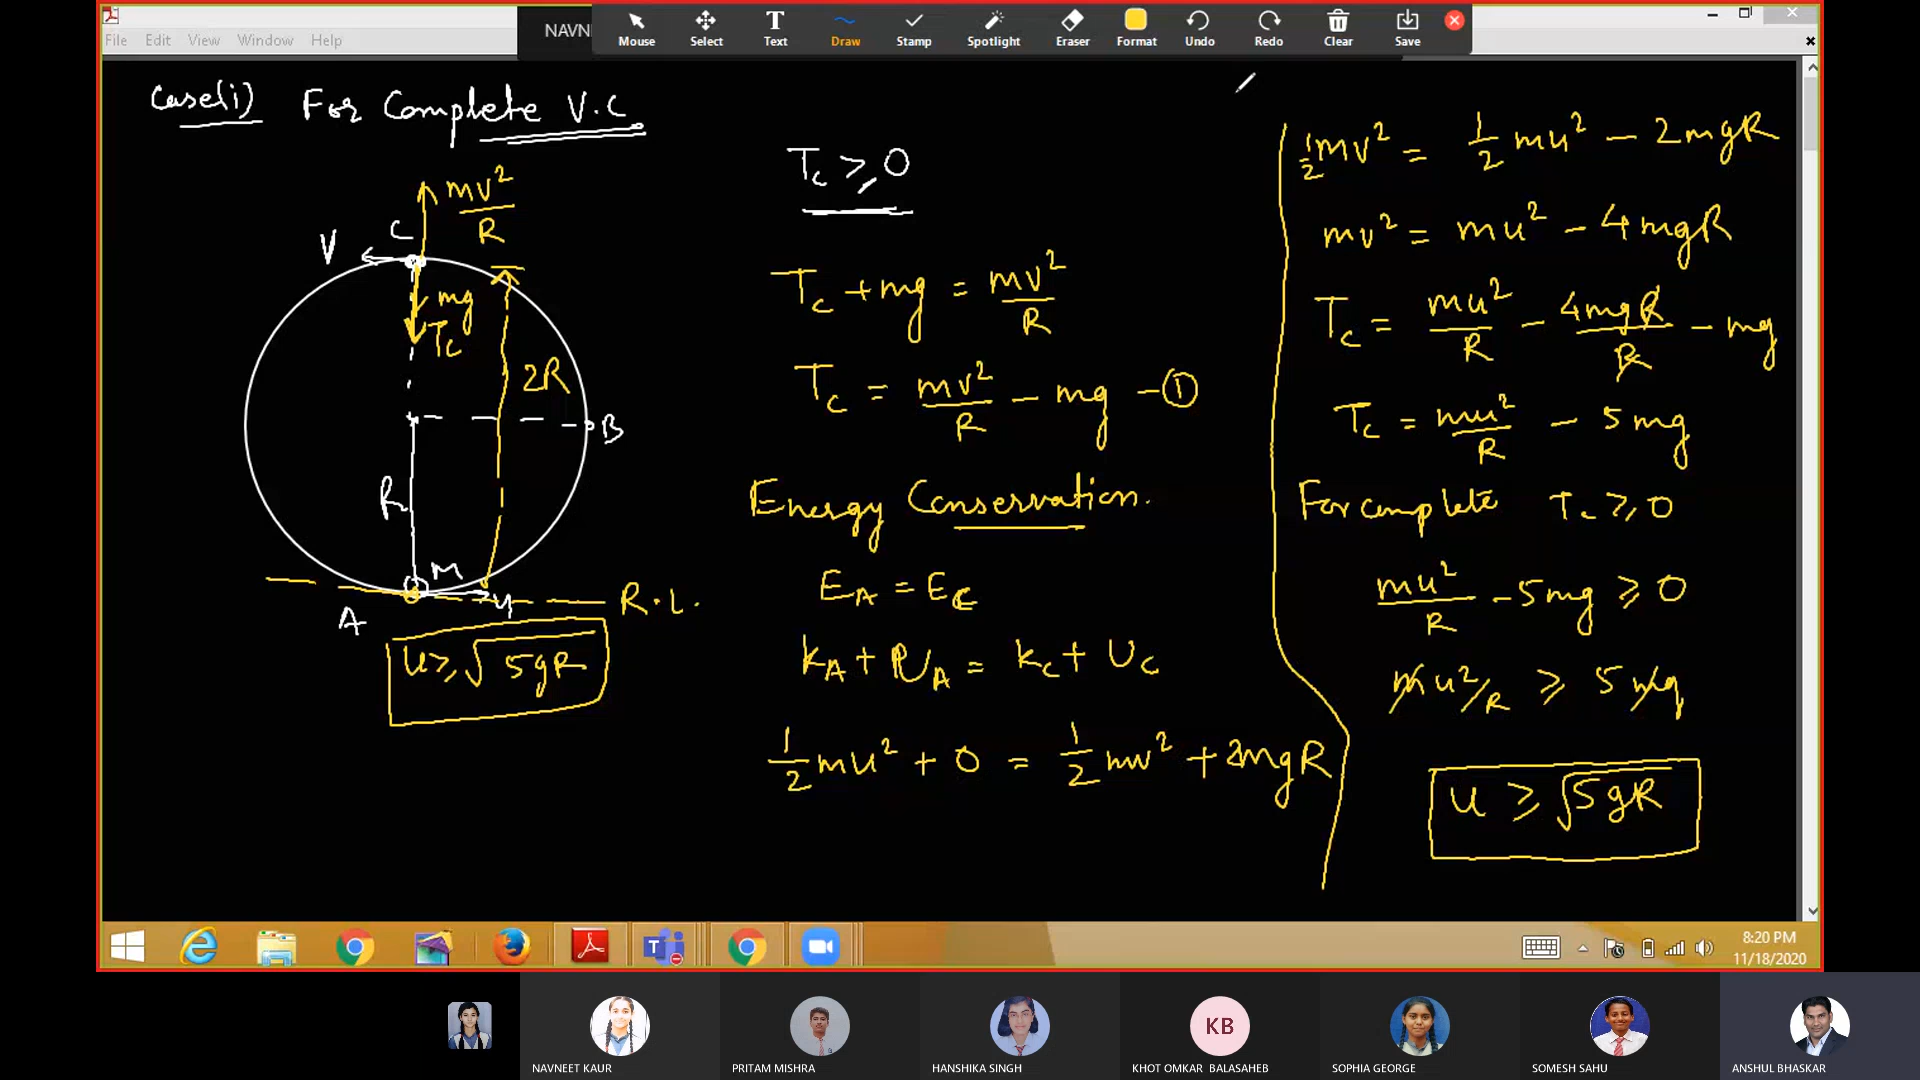 NAVN
File Edit View Window Help
Mouse Select Text Draw Stamp Spotlight Eraser Format Undo Redo Clear Save
Case(i) For Complete V.C
mv²/R
C
V
mg
Tc
2R
B
R
M
A
u
R.L.
u ≥ √5gR
Tc ≥ 0
Tc + mg = mv²/R
Tc = mv²/R - mg - ①
Energy Conservation.
EA = EC
kA + UA = kC + UC
1/2 mu² + 0 = 1/2 mv² + 2mgR
1/2 mv² = 1/2 mu² - 2mgR
mv² = mu² - 4mgR
Tc = mu²/R - 4mgR/R - mg
Tc = mu²/R - 5mg
For complete Tc ≥ 0
mu²/R - 5mg ≥ 0
mu²/R ≥ 5mg
u ≥ √5gR
8:20 PM
11/18/2020
KB
NAVNEET KAUR PRITAM MISHRA HANSHIKA SINGH KHOT OMKAR BALASAHEB SOPHIA GEORGE SOMESH SAHU ANSHUL BHASKAR